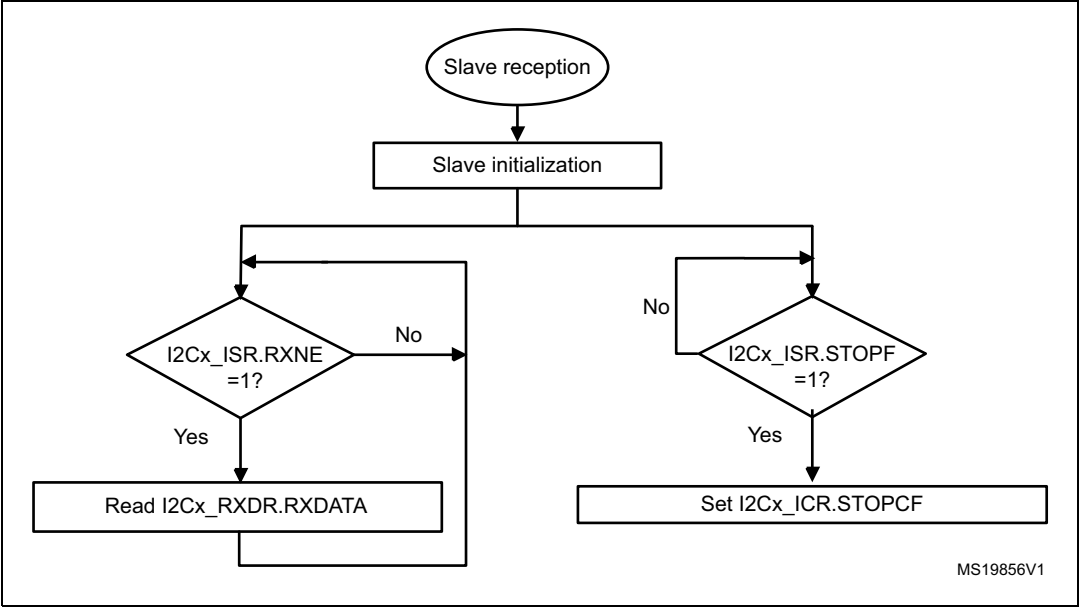 Slave reception
Slave initialization
No
No
I2Cx_ISR.RXNE
=1?
I2Cx_ISR.STOPF
=1?
Yes
Yes
Read I2Cx_RXDR.RXDATA
Set I2Cx_ICR.STOPCF
MS19856V1